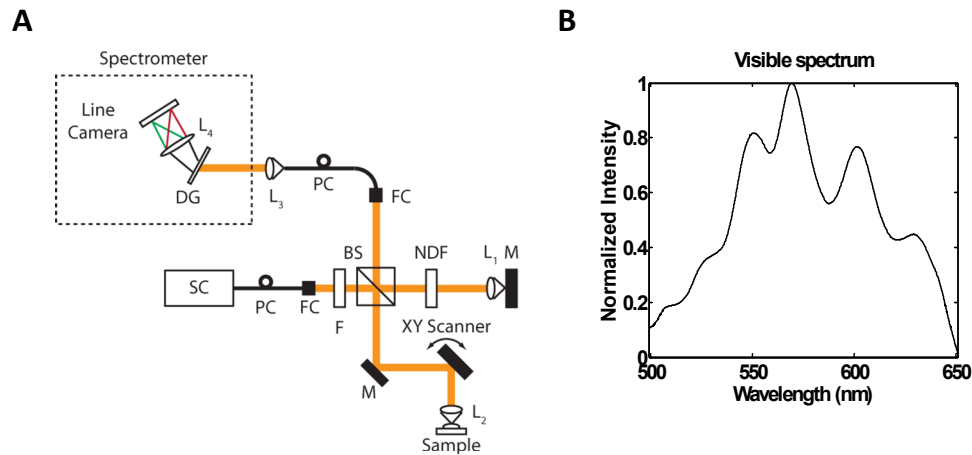 A
Spectrometer
Line
Camera
L4
DG
L3
PC
FC
BS
NDF
L1 M
SC
PC
FC
F
XY Scanner
M
L2
Sample
B
Visible spectrum
Normalized Intensity
1
0.8
0.6
0.4
0.2
0
500
550
600
650
Wavelength (nm)